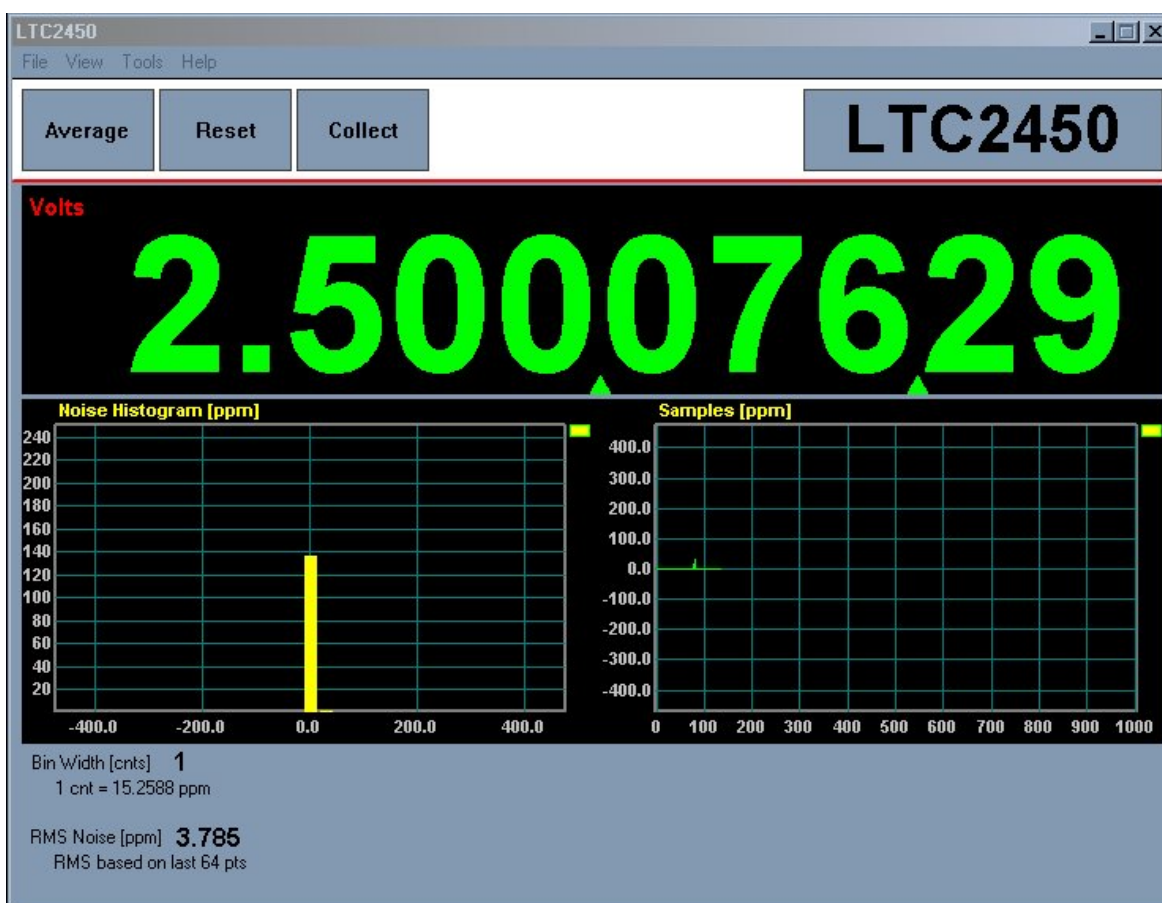 LTC2450
File View Tools Help
Average Reset Collect LTC2450
Volts
2.50007629
Noise Histogram [ppm]
240
220
200
180
160
140
120
100
80
60
40
20
-400.0 -200.0 0.0 200.0 400.0
Samples [ppm]
400.0
300.0
200.0
100.0
0.0
-100.0
-200.0
-300.0
-400.0
0 100 200 300 400 500 600 700 800 900 1000
Bin Width [cnts] 1
1 cnt = 15.2588 ppm
RMS Noise [ppm] 3.785
RMS based on last 64 pts